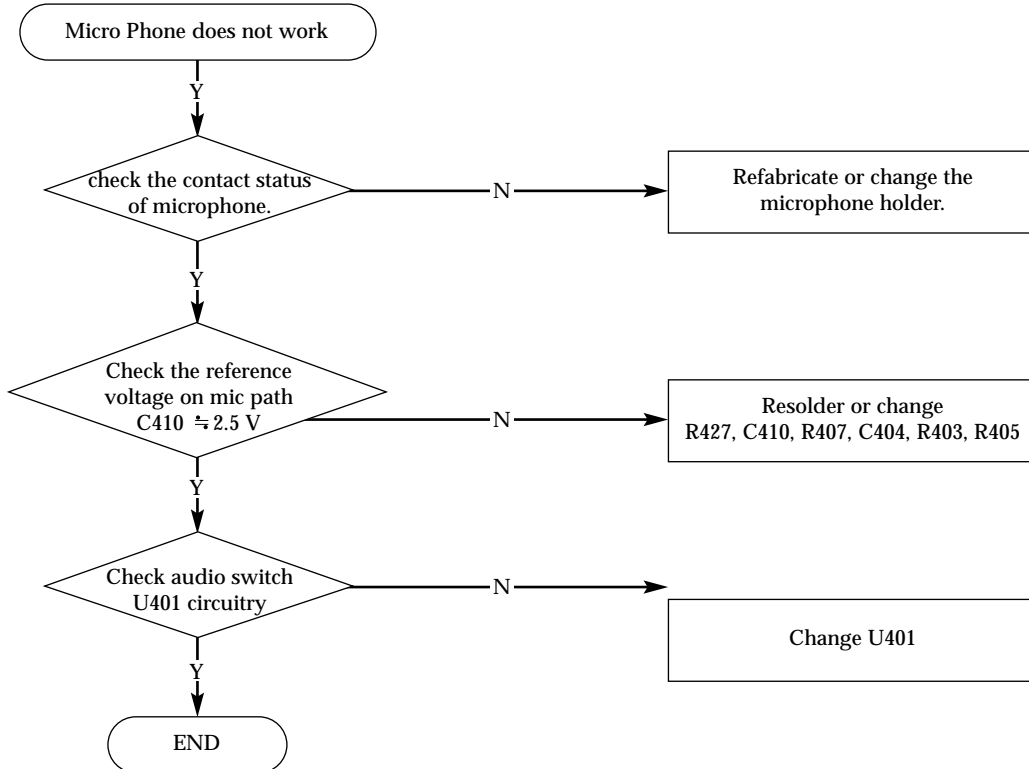 Micro Phone does not work
Y
check the contact status
of microphone.
N
Refabricate or change the
microphone holder.
Y
Check the reference
voltage on mic path
C410 ≒ 2.5 V
N
Resolder or change
R427, C410, R407, C404, R403, R405
Y
Check audio switch
U401 circuitry
N
Change U401
Y
END